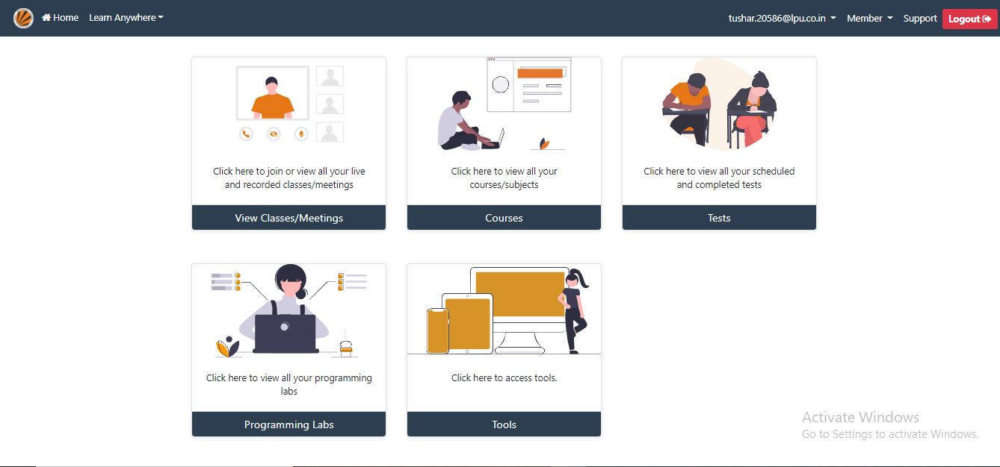 Home Learn Anywhere tushar.20586@lpu.co.in Member Support Logout
Click here to join or view all your live
and recorded classes/meetings
View Classes/Meetings
Click here to view all your
courses/subjects
Courses
Click here to view all your scheduled
and completed tests
Tests
Click here to view all your programming
labs
Programming Labs
Click here to access tools.
Tools
Activate Windows
Go to Settings to activate Windows.